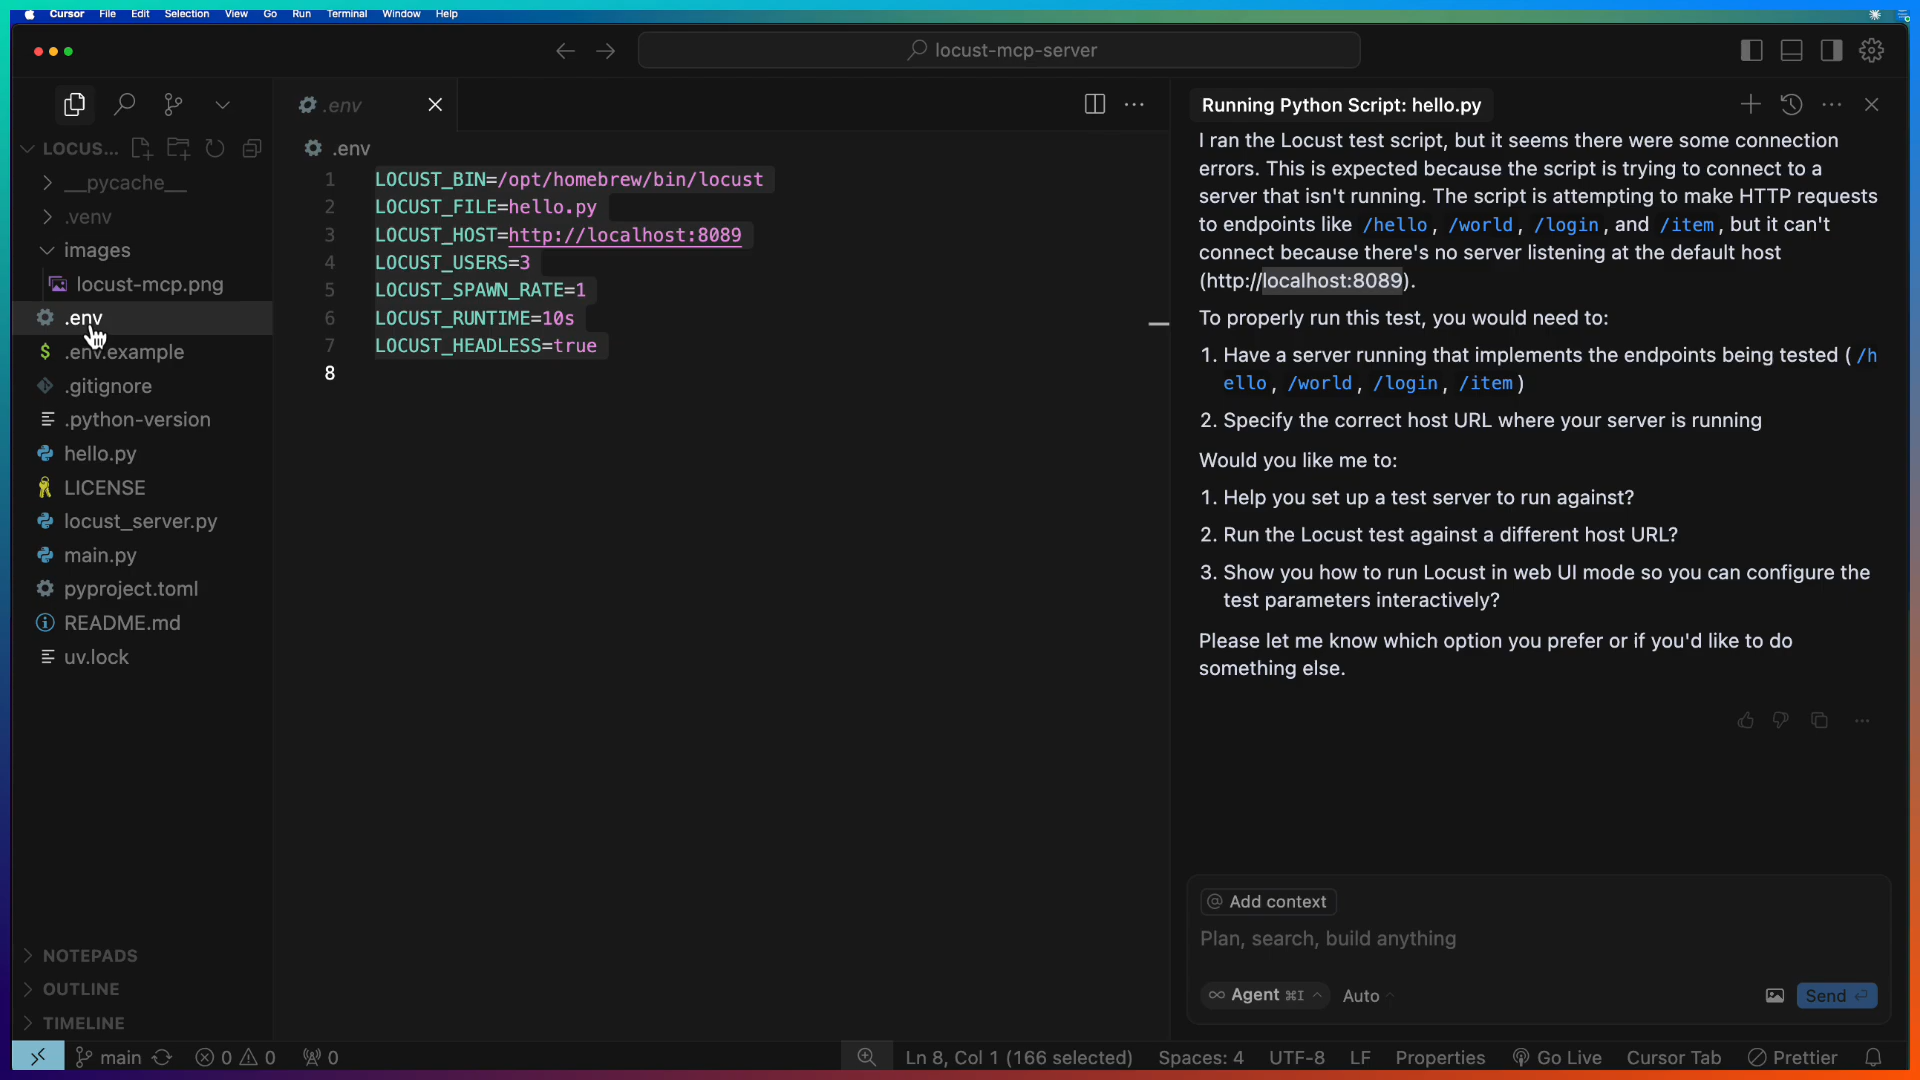 Cursor File Edit Selection View Go Run Terminal Window Help
locust-mcp-server
LOCUS...
__pycache__
.venv
images
locust-mcp.png
.env
.env.example
.gitignore
.python-version
hello.py
LICENSE
locust_server.py
main.py
pyproject.toml
README.md
uv.lock
NOTEPADS
OUTLINE
TIMELINE
.env
.env
1 LOCUST_BIN=/opt/homebrew/bin/locust
2 LOCUST_FILE=hello.py
3 LOCUST_HOST=http://localhost:8089
4 LOCUST_USERS=3
5 LOCUST_SPAWN_RATE=1
6 LOCUST_RUNTIME=10s
7 LOCUST_HEADLESS=true
8
Running Python Script: hello.py
I ran the Locust test script, but it seems there were some connection
errors. This is expected because the script is trying to connect to a
server that isn't running. The script is attempting to make HTTP requests
to endpoints like /hello, /world, /login, and /item, but it can't
connect because there's no server listening at the default host
(http://localhost:8089).
To properly run this test, you would need to:
1. Have a server running that implements the endpoints being tested ( /h
ello, /world, /login, /item )
2. Specify the correct host URL where your server is running
Would you like me to:
1. Help you set up a test server to run against?
2. Run the Locust test against a different host URL?
3. Show you how to run Locust in web UI mode so you can configure the
test parameters interactively?
Please let me know which option you prefer or if you'd like to do
something else.
@ Add context
Plan, search, build anything
∞ Agent ⌘I Auto
Send
main 0 0 0
Ln 8, Col 1 (166 selected) Spaces: 4 UTF-8 LF Properties Go Live Cursor Tab Prettier